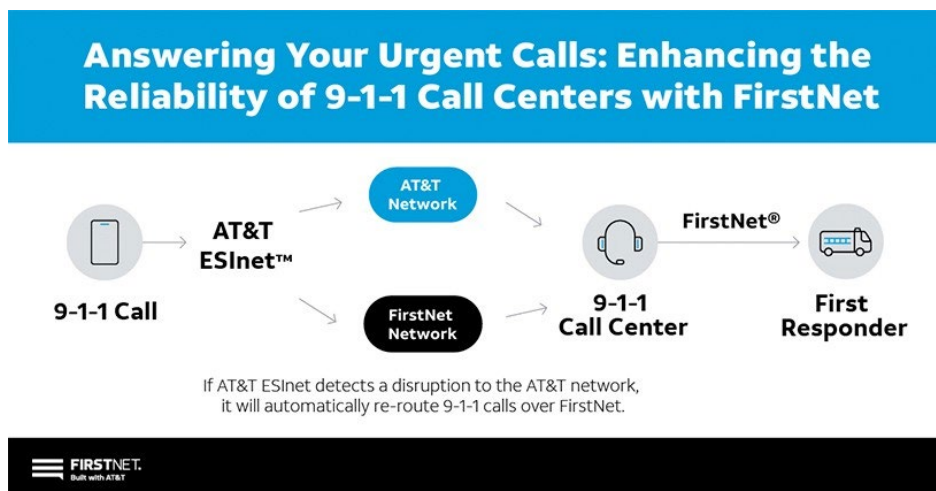 Answering Your Urgent Calls: Enhancing the
Reliability of 9-1-1 Call Centers with FirstNet
9-1-1 Call
AT&T
ESInet™
AT&T
Network
FirstNet
Network
9-1-1
Call Center
FirstNet®
First
Responder
If AT&T ESInet detects a disruption to the AT&T network,
it will automatically re-route 9-1-1 calls over FirstNet.
FIRSTNET.
Built with AT&T